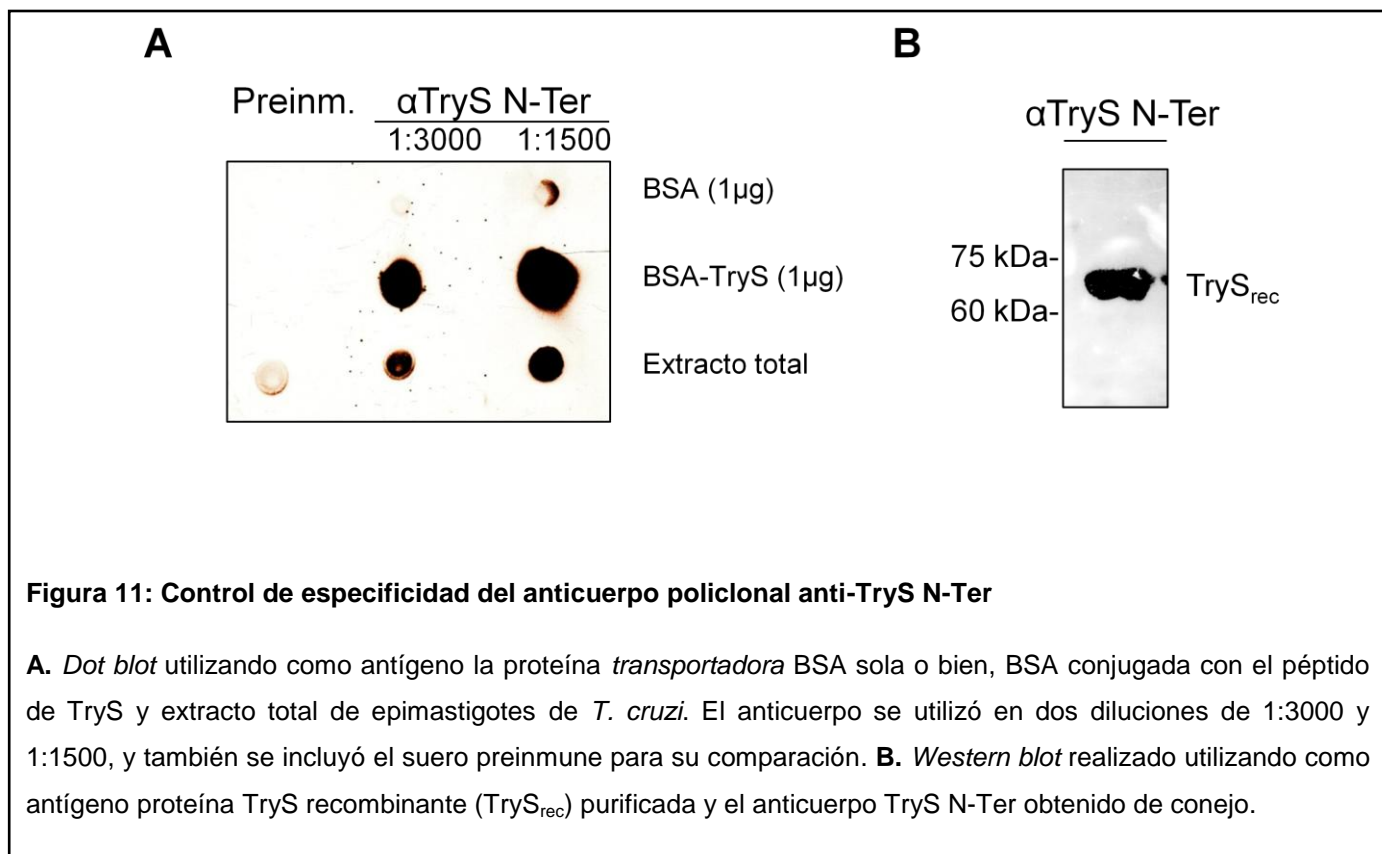 A
B
Preinm. αTryS N-Ter
1:3000 1:1500
BSA (1µg)
BSA-TryS (1µg)
Extracto total
αTryS N-Ter
75 kDa-
60 kDa-
TrySrec
Figura 11: Control de especificidad del anticuerpo policlonal anti-TryS N-Ter
A. Dot blot utilizando como antígeno la proteína transportadora BSA sola o bien, BSA conjugada con el péptido
de TryS y extracto total de epimastigotes de T. cruzi. El anticuerpo se utilizó en dos diluciones de 1:3000 y
1:1500, y también se incluyó el suero preinmune para su comparación. B. Western blot realizado utilizando como
antígeno proteína TryS recombinante (TrySrec) purificada y el anticuerpo TryS N-Ter obtenido de conejo.